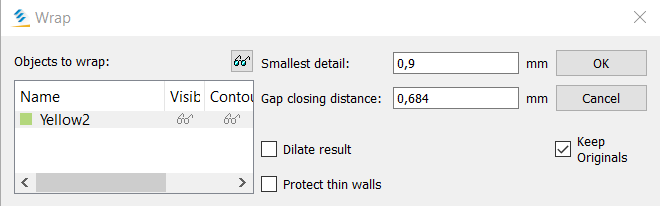 Wrap
Objects to wrap:
Name Visib Contou
Yellow2
Smallest detail: 0,9 mm
Gap closing distance: 0,684 mm
Dilate result
Protect thin walls
OK
Cancel
Keep
Originals